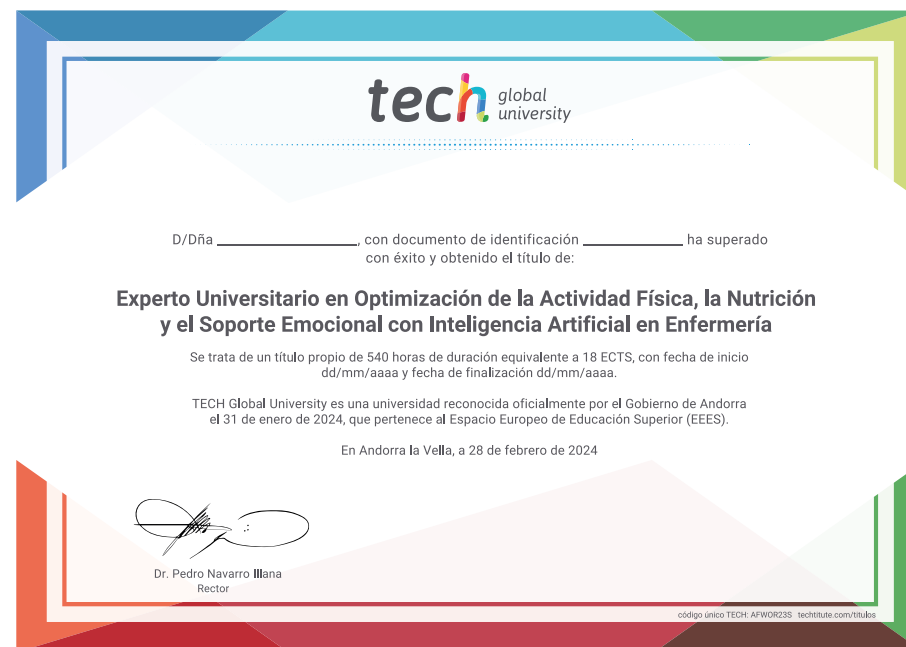 tech global
university
D/Dña ________________, con documento de identificación ____________ ha superado
con éxito y obtenido el título de:
Experto Universitario en Optimización de la Actividad Física, la Nutrición
y el Soporte Emocional con Inteligencia Artificial en Enfermería
Se trata de un título propio de 540 horas de duración equivalente a 18 ECTS, con fecha de inicio
dd/mm/aaaa y fecha de finalización dd/mm/aaaa.
TECH Global University es una universidad reconocida oficialmente por el Gobierno de Andorra
el 31 de enero de 2024, que pertenece al Espacio Europeo de Educación Superior (EEES).
En Andorra la Vella, a 28 de febrero de 2024
Dr. Pedro Navarro Illana
Rector
código único TECH: AFWOR23S techtitute.com/titulos